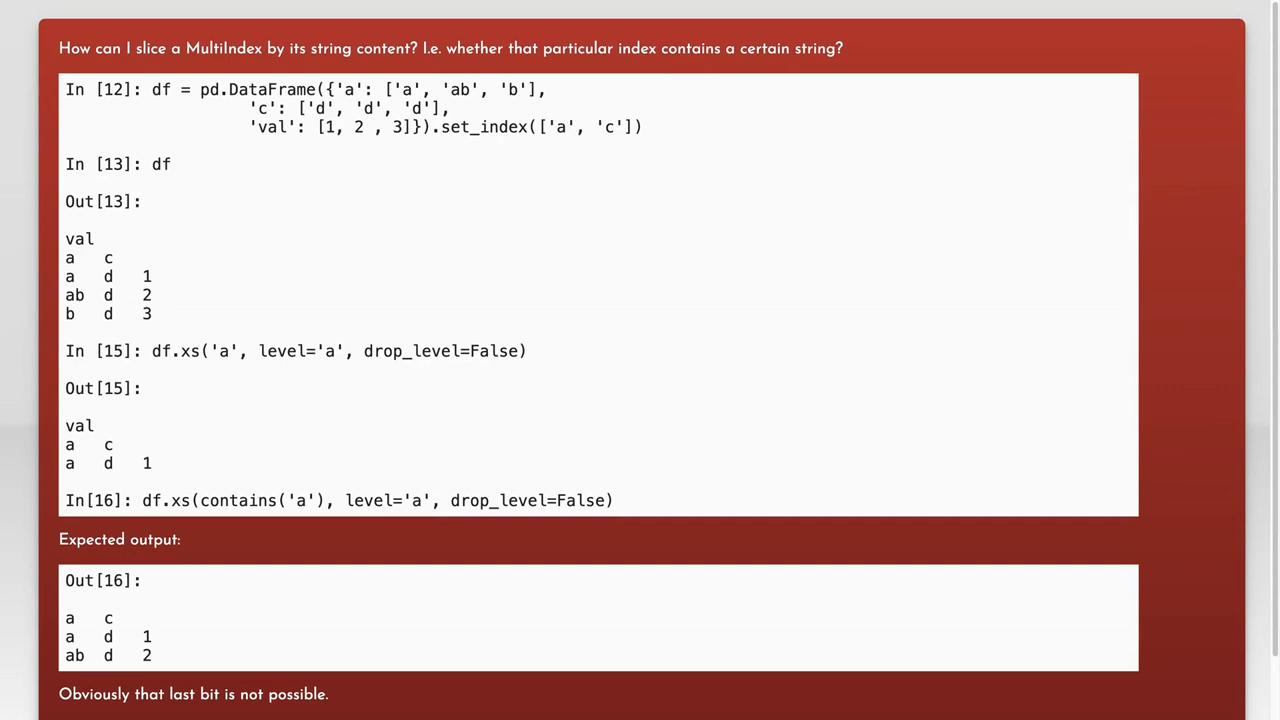 How can I slice a MultiIndex by its string content? I.e. whether that particular index contains a certain string?
In [12]: df = pd.DataFrame({'a': ['a', 'ab', 'b'],
                   'c': ['d', 'd', 'd'],
                   'val': [1, 2 , 3]}).set_index(['a', 'c'])
In [13]: df
Out[13]:
val
a   c
a   d   1
ab  d   2
b   d   3
In [15]: df.xs('a', level='a', drop_level=False)
Out[15]:
val
a   c
a   d   1
In[16]: df.xs(contains('a'), level='a', drop_level=False)
Expected output:
Out[16]:
a   c
a   d   1
ab  d   2
Obviously that last bit is not possible.